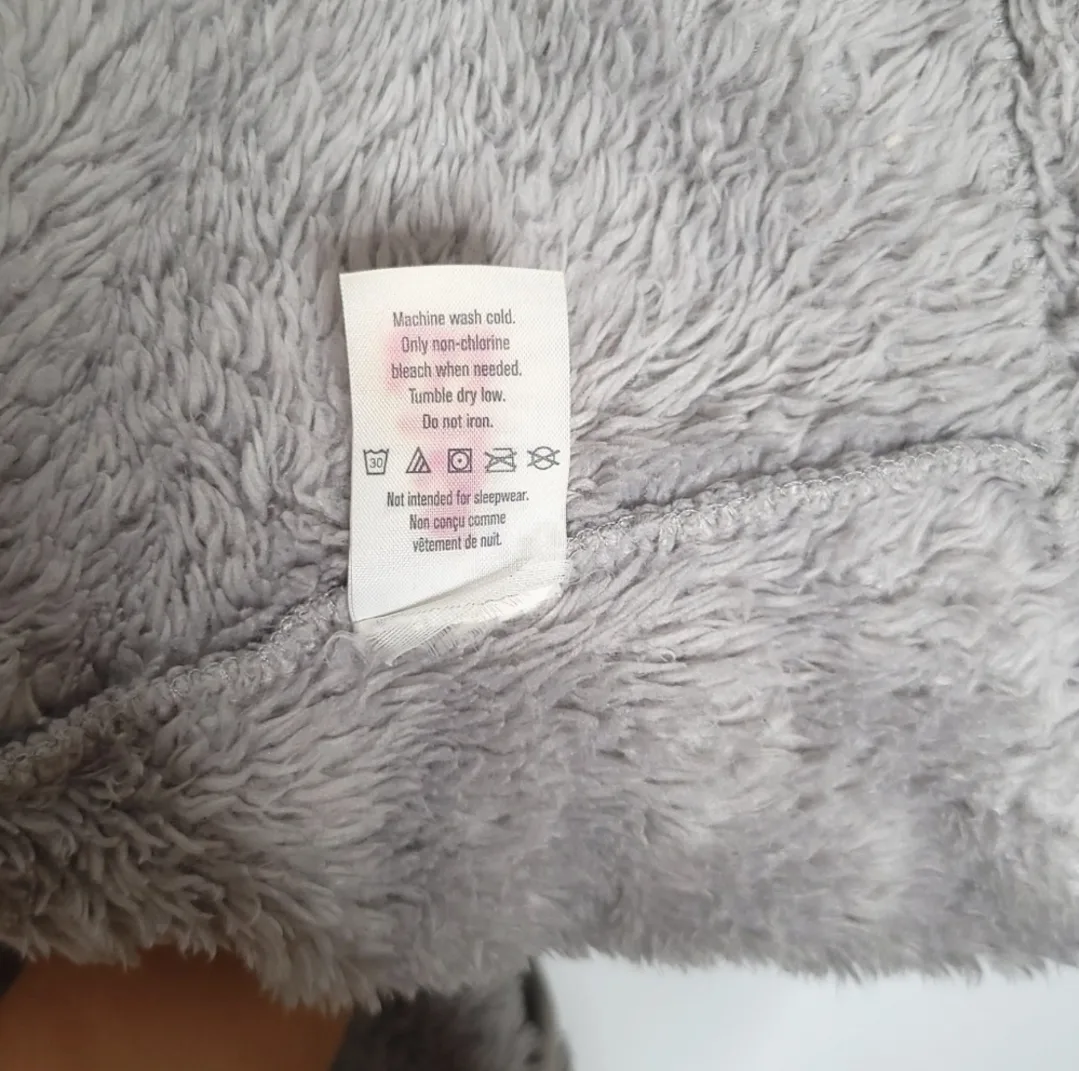 Machine wash cold.
Only non-chlorine
bleach when needed.
Tumble dry low.
Do not iron.
30
Not intended for sleepwear.
Non conçu comme
vêtement de nuit.